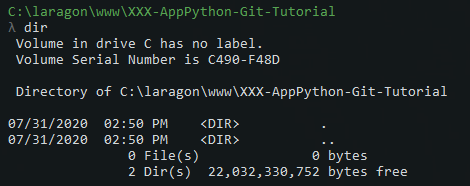 C:\laragon\www\XXX-AppPython-Git-Tutorial
λ dir
Volume in drive C has no label.
Volume Serial Number is C490-F48D
Directory of C:\laragon\www\XXX-AppPython-Git-Tutorial
07/31/2020  02:50 PM    <DIR>          .
07/31/2020  02:50 PM    <DIR>          ..
0 File(s)              0 bytes
2 Dir(s)  22,032,330,752 bytes free